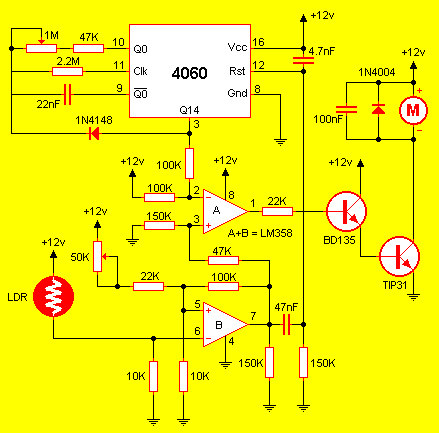 +12v
1M
47K
10
Q0
Vcc
16
4.7nF
2.2M
11
Clk
4060
Rst
12
1N4004
+12v
22nF
9
Q0
Gnd
8
Q14
100nF
M
+
−
1N4148
3
100K
+12v
+12v
+12v
100K
2
−
8
A
1
22K
+12v
150K
3
+
A+B = LM358
BD135
+12v
50K
47K
TIP31
22K
100K
LDR
5
+
B
7
47nF
6
−
4
10K
10K
150K
150K